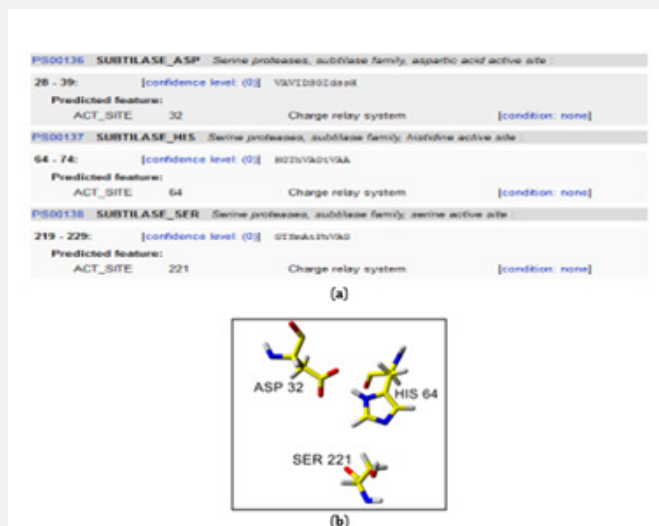 PS00136 SUBTILASE_ASP Serine proteases, subtilase family, aspartic acid active site :
28 - 39: [confidence level: (0)] VAVIDSGIdssH
Predicted feature:
ACT_SITE 32 Charge relay system [condition: none]
PS00137 SUBTILASE_HIS Serine proteases, subtilase family, histidine active site :
64 - 74: [confidence level: (0)] HGThVAGtVAA
Predicted feature:
ACT_SITE 64 Charge relay system [condition: none]
PS00138 SUBTILASE_SER Serine proteases, subtilase family, serine active site :
219 - 229: [confidence level: (0)] GTSmAtPhVAG
Predicted feature:
ACT_SITE 221 Charge relay system [condition: none]
(a)
ASP 32
HIS 64
SER 221
(b)